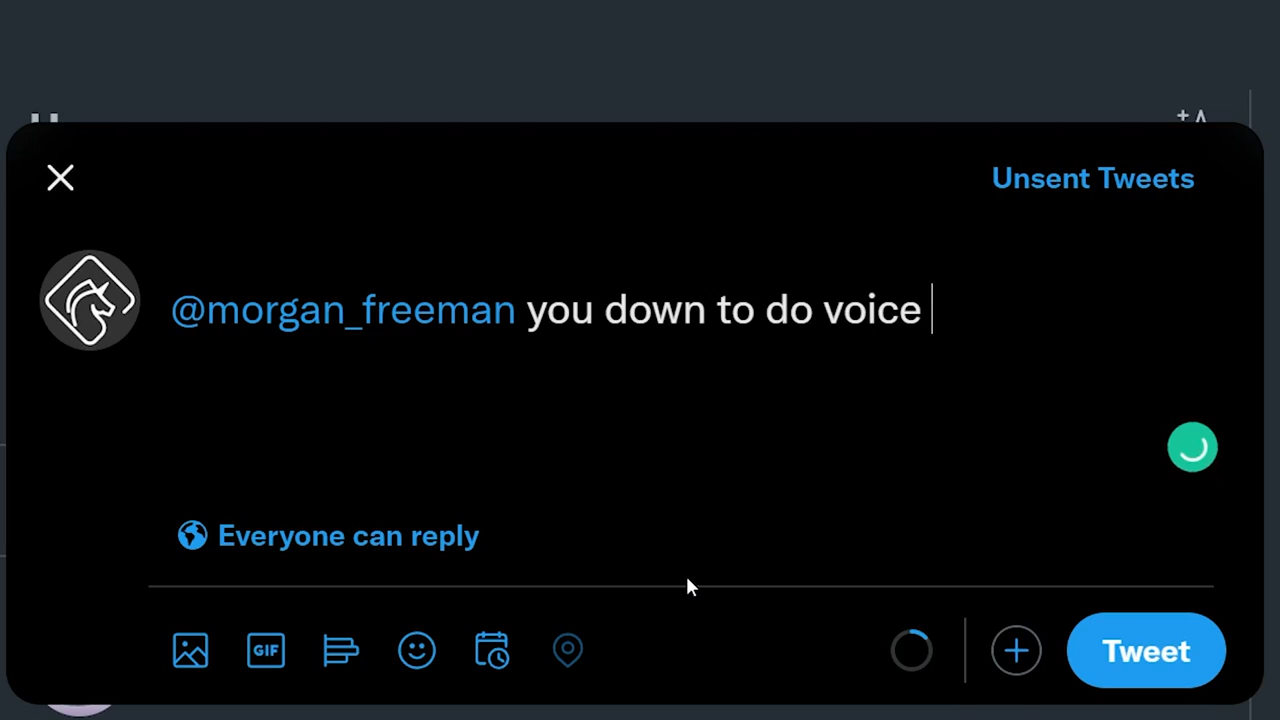 Unsent Tweets
@morgan_freeman you down to do voice
Everyone can reply
GIF
Tweet